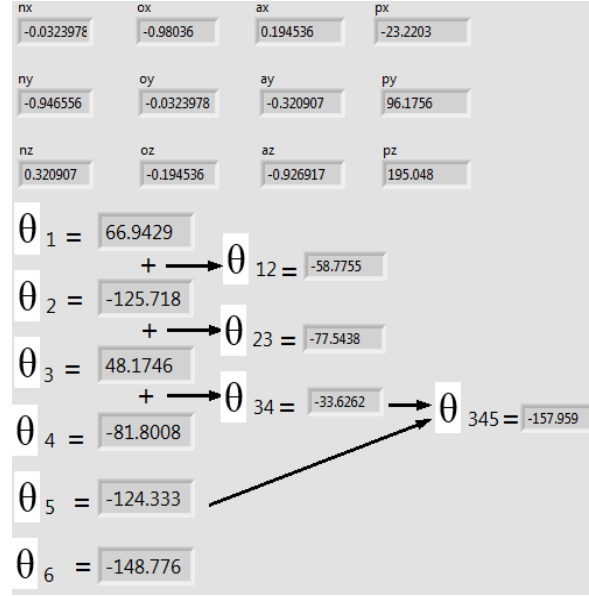 nx ox ax px
-0.0323978 -0.98036 0.194536 -23.2203
ny oy ay py
-0.946556 -0.0323978 -0.320907 96.1756
nz oz az pz
0.320907 -0.194536 -0.926917 195.048
θ 1 = 66.9429
+ θ 12 = -58.7755
θ 2 = -125.718
+ θ 23 = -77.5438
θ 3 = 48.1746
+ θ 34 = -33.6262 θ 345 = -157.959
θ 4 = -81.8008
θ 5 = -124.333
θ 6 = -148.776